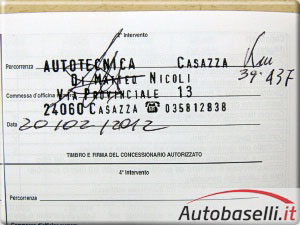 3° Intervento
Percorrenza AUTOTECNICA CASAZZA Km
DI MATTEO NICOLI 39.437
Commessa d'officina VIA PROVINCIALE 13
24060 CASAZZA ☎ 035812838
Data 20/02/2012
TIMBRO E FIRMA DEL CONCESSIONARIO AUTORIZZATO
4° Intervento
Percorrenza
Autobaselli.it